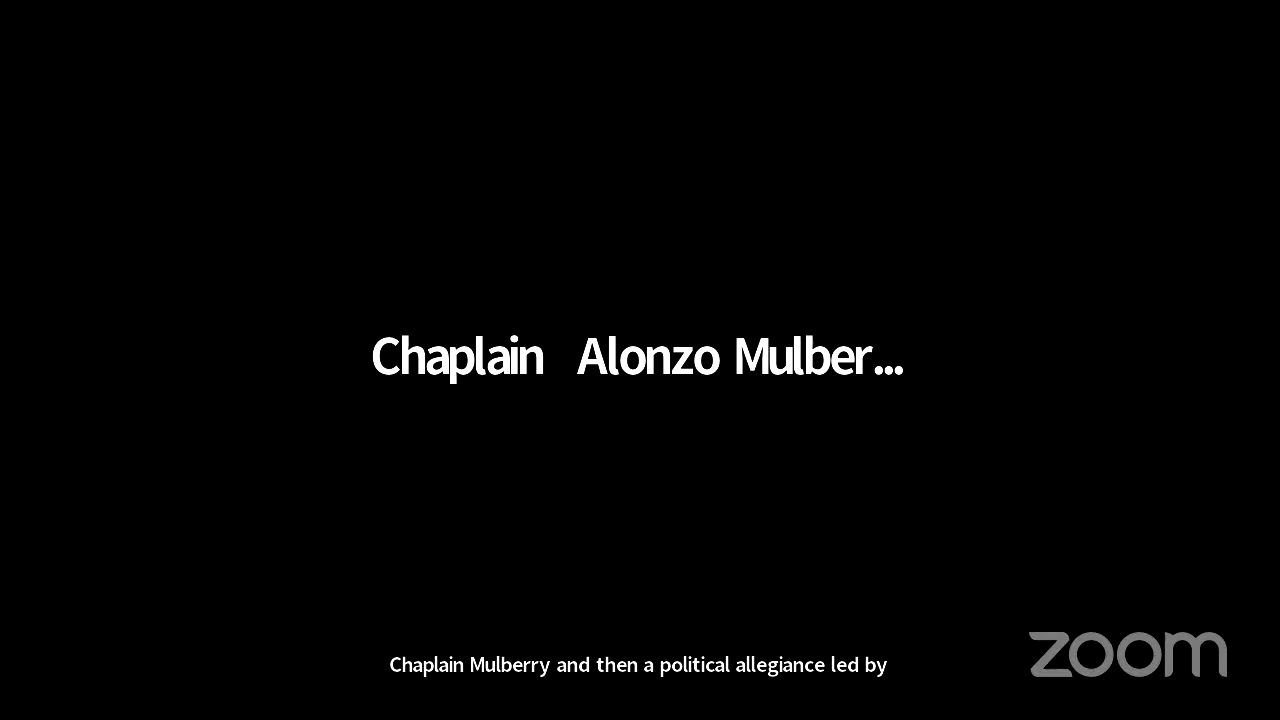 Chaplain Alonzo Mulber...
Chaplain Mulberry and then a political allegiance led by
zoom